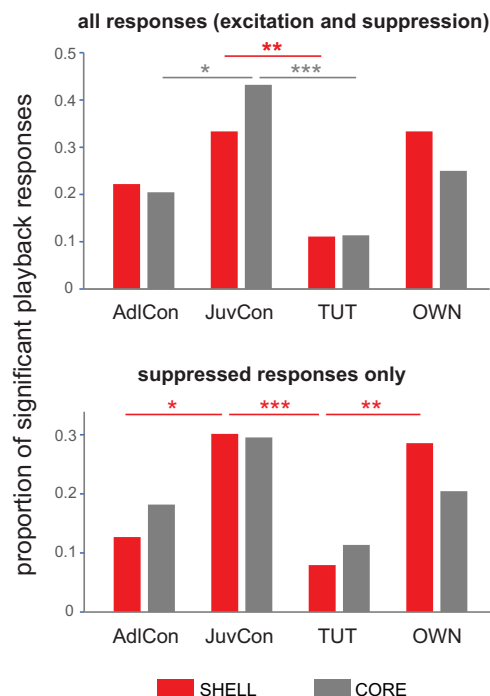 all responses (excitation and suppression)
**
* ***
0.5
0.4
0.3
0.2
0.1
0
AdlCon JuvCon TUT OWN
proportion of significant playback responses
suppressed responses only
* *** **
0.3
0.2
0.1
0
AdlCon JuvCon TUT OWN
SHELL CORE